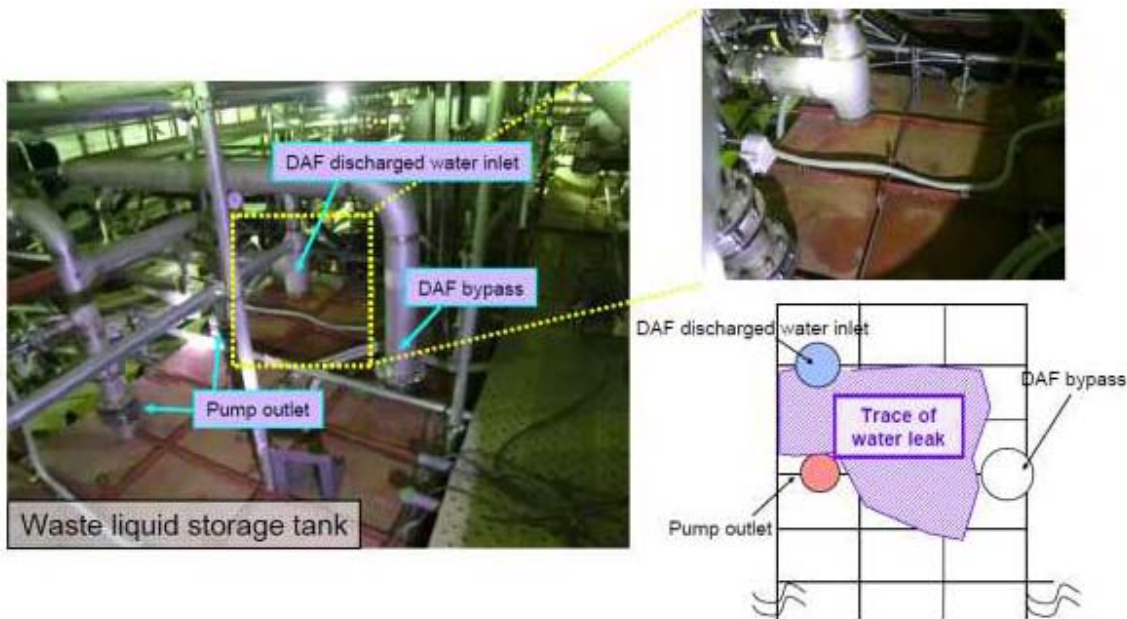 DAF discharged water inlet
DAF bypass
Pump outlet
Waste liquid storage tank
DAF discharged water inlet
DAF bypass
Trace of
water leak
Pump outlet